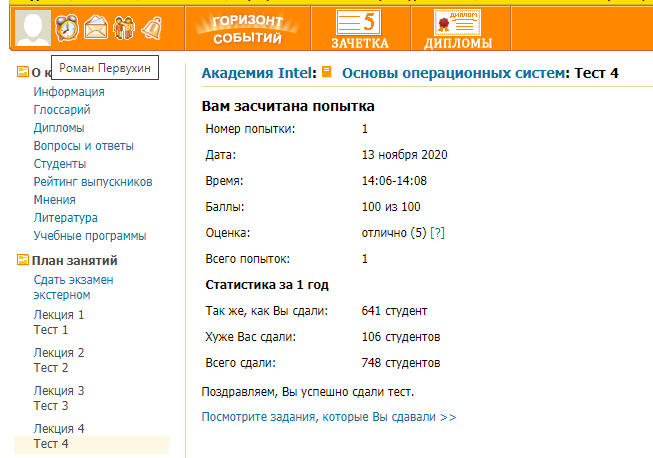 ГОРИЗОНТ
СОБЫТИЙ
5
ЗАЧЕТКА
ДИПЛОМ
ДИПЛОМЫ
Роман Первухин
О к
Информация
Глоссарий
Дипломы
Вопросы и ответы
Студенты
Рейтинг выпускников
Мнения
Литература
Учебные программы
План занятий
Сдать экзамен
экстерном
Лекция 1
Тест 1
Лекция 2
Тест 2
Лекция 3
Тест 3
Лекция 4
Тест 4
Академия Intel: Основы операционных систем: Тест 4
Вам засчитана попытка
Номер попытки: 1
Дата: 13 ноября 2020
Время: 14:06-14:08
Баллы: 100 из 100
Оценка: отлично (5) [?]
Всего попыток: 1
Статистика за 1 год
Так же, как Вы сдали: 641 студент
Хуже Вас сдали: 106 студентов
Всего сдали: 748 студентов
Поздравляем, Вы успешно сдали тест.
Посмотрите задания, которые Вы сдавали >>